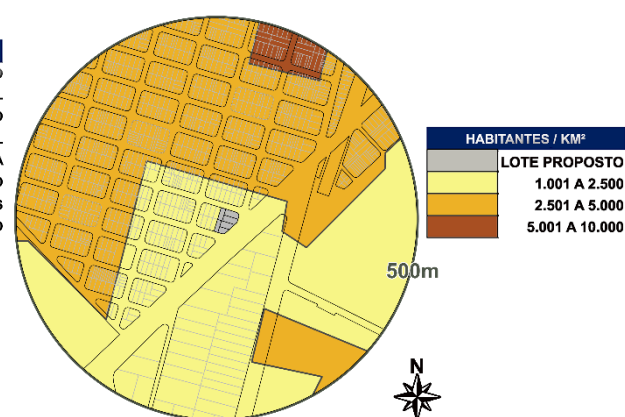 HABITANTES / KM²
LOTE PROPOSTO
1.001 A 2.500
2.501 A 5.000
5.001 A 10.000
500m
N